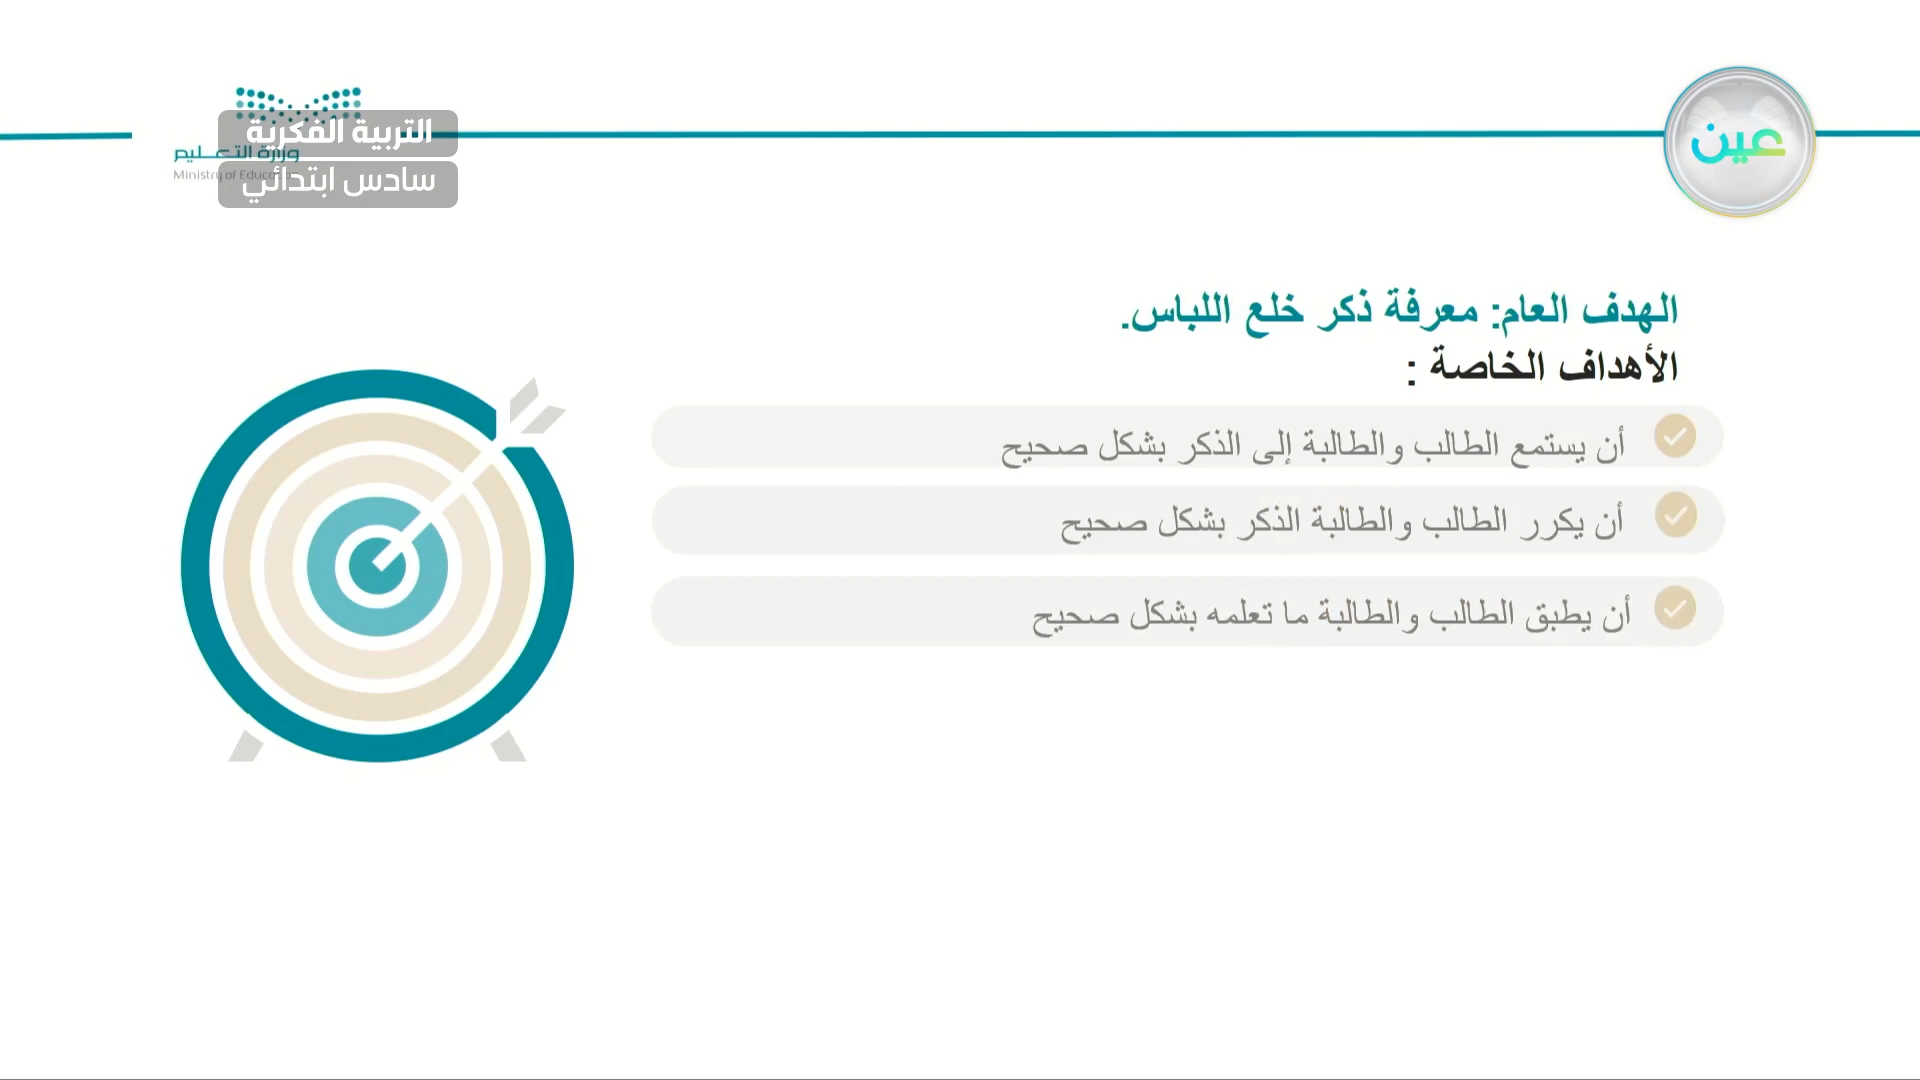 التربية الفكرية
وزارة التعليم
Ministry of Education
سادس ابتدائي
عين
الهدف العام: معرفة ذكر خلع اللباس.
الأهداف الخاصة :
أن يستمع الطالب والطالبة إلى الذكر بشكل صحيح
أن يكرر الطالب والطالبة الذكر بشكل صحيح
أن يطبق الطالب والطالبة ما تعلمه بشكل صحيح